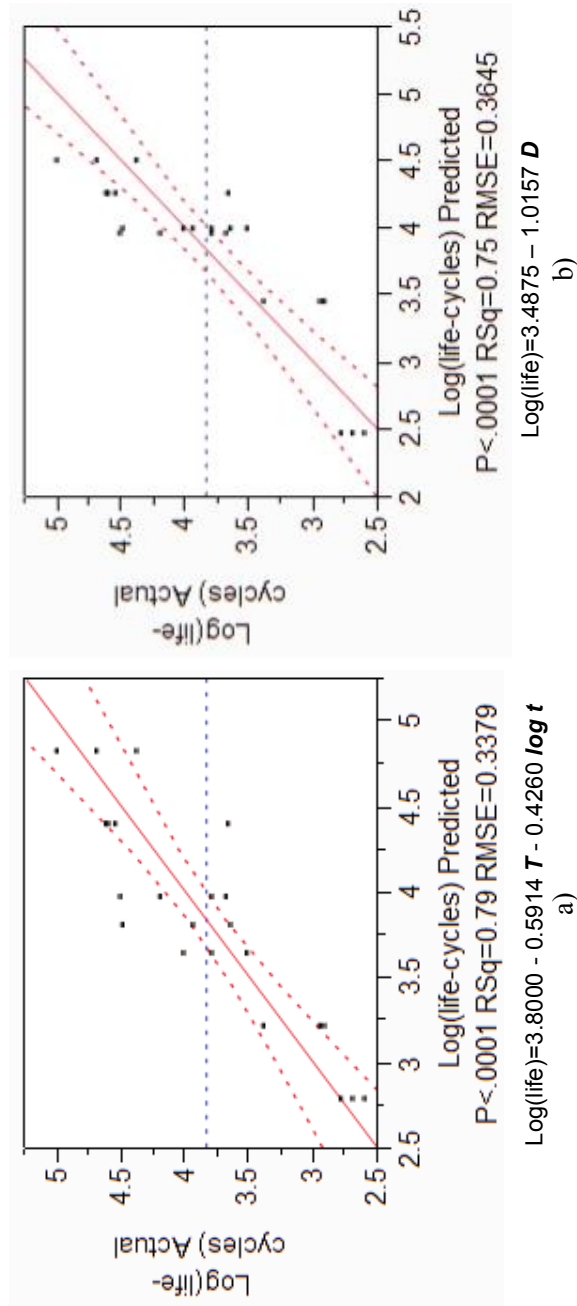 Log(life-
cycles) Actual
5
4.5
4
3.5
3
2.5
2.5
3
3.5
4
4.5
5
Log(life-cycles) Predicted
P<.0001 RSq=0.79 RMSE=0.3379
Log(life)=3.8000 - 0.5914 T - 0.4260 log t
a)
Log(life-
cycles) Actual
5
4.5
4
3.5
3
2.5
2
2.5
3
3.5
4
4.5
5
5.5
Log(life-cycles) Predicted
P<.0001 RSq=0.75 RMSE=0.3645
Log(life)=3.4875 – 1.0157 D
b)